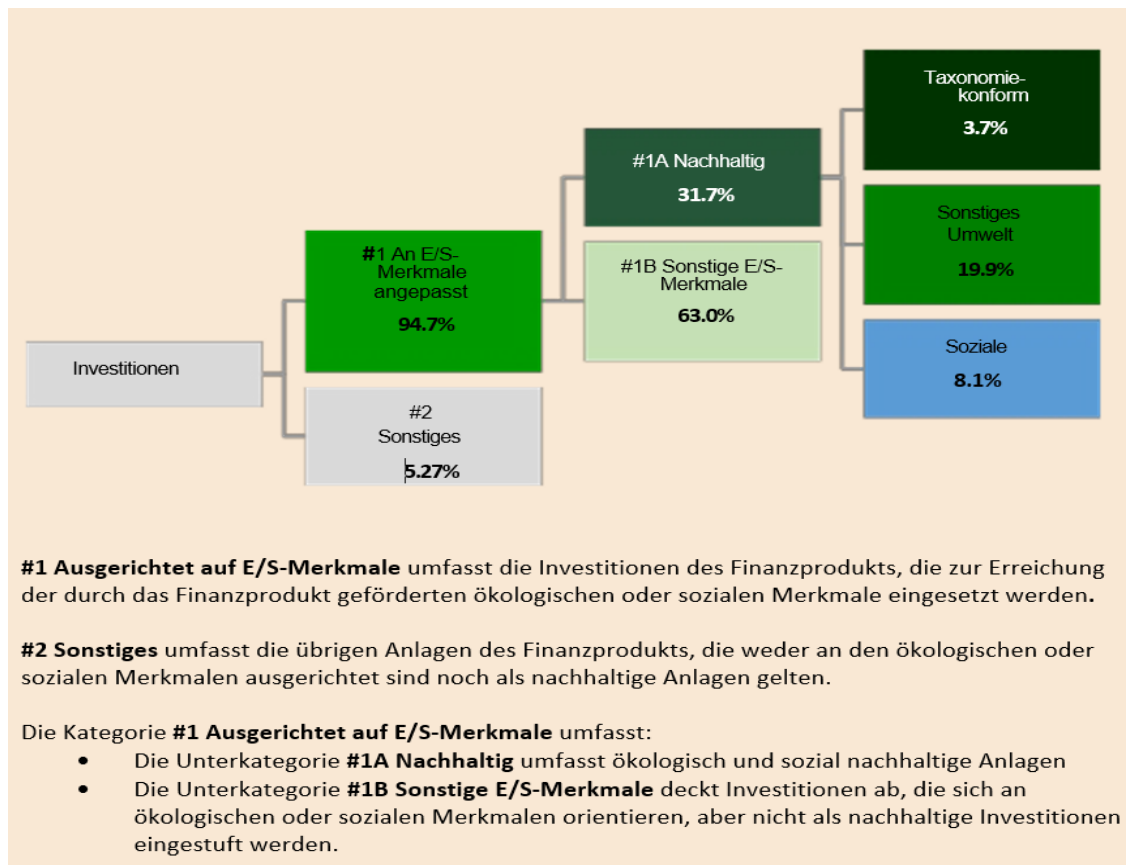 Investitionen
#1 An E/S-
Merkmale
angepasst
94.7%
#2
Sonstiges
5.27%
#1A Nachhaltig
31.7%
#1B Sonstige E/S-
Merkmale
63.0%
Taxonomie-
konform
3.7%
Sonstiges
Umwelt
19.9%
Soziale
8.1%
#1 Ausgerichtet auf E/S-Merkmale umfasst die Investitionen des Finanzprodukts, die zur Erreichung
der durch das Finanzprodukt geförderten ökologischen oder sozialen Merkmale eingesetzt werden.
#2 Sonstiges umfasst die übrigen Anlagen des Finanzprodukts, die weder an den ökologischen oder
sozialen Merkmalen ausgerichtet sind noch als nachhaltige Anlagen gelten.
Die Kategorie #1 Ausgerichtet auf E/S-Merkmale umfasst:
• Die Unterkategorie #1A Nachhaltig umfasst ökologisch und sozial nachhaltige Anlagen
• Die Unterkategorie #1B Sonstige E/S-Merkmale deckt Investitionen ab, die sich an
ökologischen oder sozialen Merkmalen orientieren, aber nicht als nachhaltige Investitionen
eingestuft werden.